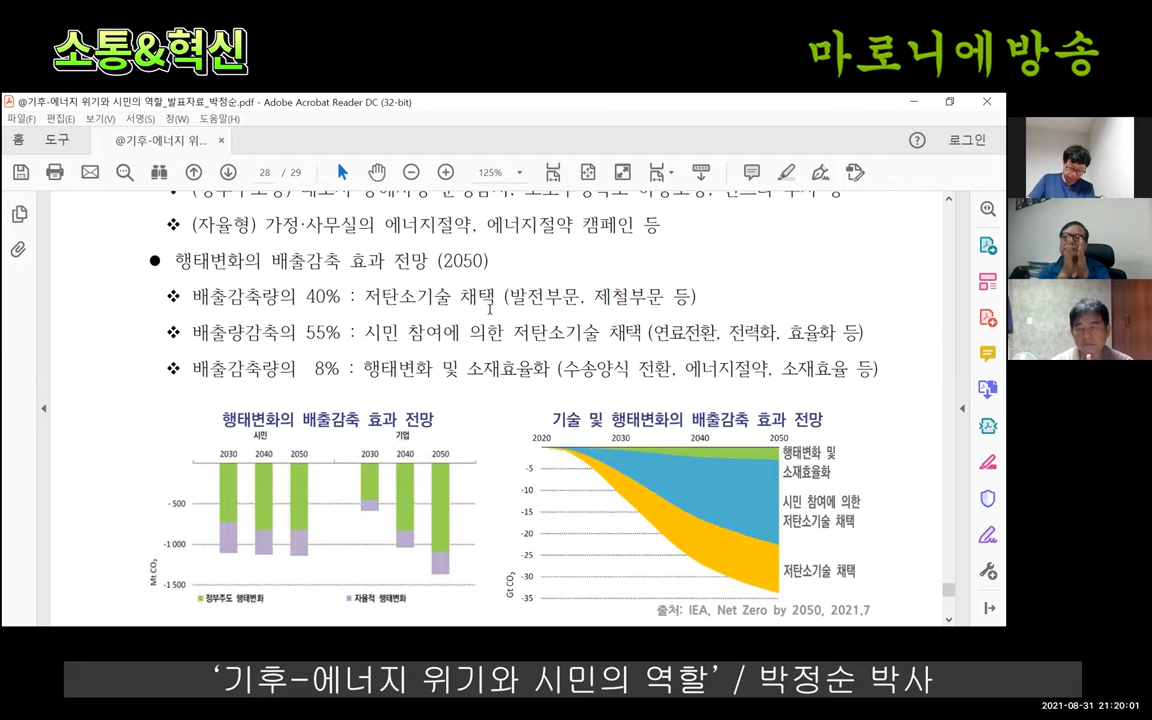 소통&혁신
마로니에방송
@기후-에너지 위기와 시민의 역할_발표자료_박정순.pdf - Adobe Acrobat Reader DC (32-bit)
파일(F) 편집(E) 보기(V) 서명(S) 창(W) 도움말(H)
홈 도구 @기후-에너지 위... × 로그인
28 / 29 125%
❖ (자율형) 가정·사무실의 에너지절약, 에너지절약 캠페인 등
● 행태변화의 배출감축 효과 전망 (2050)
❖ 배출감축량의 40% : 저탄소기술 채택 (발전부문, 제철부문 등)
❖ 배출량감축의 55% : 시민 참여에 의한 저탄소기술 채택 (연료전환, 전력화, 효율화 등)
❖ 배출감축량의 8% : 행태변화 및 소재효율화 (수송양식 전환, 에너지절약, 소재효율 등)
행태변화의 배출감축 효과 전망
시민 기업
2030 2040 2050 2030 2040 2050
- 500
-1 000
-1 500
Mt CO₂
정부주도 행태변화 자율적 행태변화
기술 및 행태변화의 배출감축 효과 전망
2020 2030 2040 2050
-5
-10
-15
-20
-25
-30
-35
Gt CO₂
행태변화 및
소재효율화
시민 참여에 의한
저탄소기술 채택
저탄소기술 채택
출처: IEA, Net Zero by 2050, 2021.7
‘기후-에너지 위기와 시민의 역할’ / 박정순 박사
2021-08-31 21:20:01